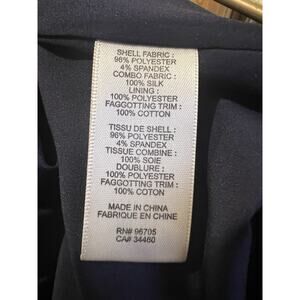 SHELL FABRIC :
96% POLYESTER
4% SPANDEX
COMBO FABRIC :
100% SILK
LINING :
100% POLYESTER
FAGGOTTING TRIM :
100% COTTON
TISSU DE SHELL :
96% POLYESTER
4% SPANDEX
TISSUE COMBINE :
100% SOIE
DOUBLURE :
100% POLYESTER
FAGGOTTING TRIM :
100% COTTON
MADE IN CHINA
FABRIQUE EN CHINE
RN# 96705
CA# 34460